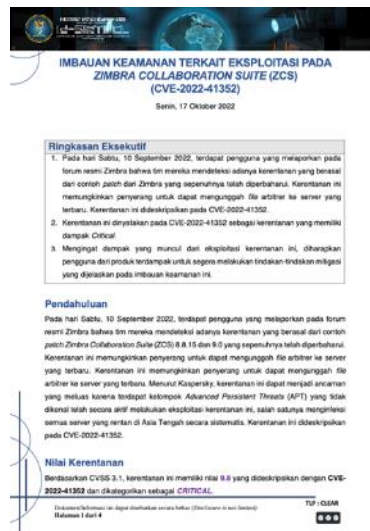 IMBAUAN KEAMANAN TERKAIT EKSPLOITASI PADA
ZIMBRA COLLABORATION SUITE (ZCS)
(CVE-2022-41352)
Senin, 17 Oktober 2022
Ringkasan Eksekutif
1. Pada hari Sabtu, 10 September 2022, terdapat pengguna yang melaporkan pada
forum resmi Zimbra bahwa tim mereka mendeteksi adanya kerentanan yang berasal
dari contoh patch dari Zimbra yang sepenuhnya telah diperbaharui. Kerentanan ini
memungkinkan penyerang untuk dapat mengunggah file arbitrer ke server yang
terbaru. Kerentanan ini dideskripsikan pada CVE-2022-41352.
2. Kerentanan ini dinyatakan pada CVE-2022-41352 sebagai kerentanan yang memiliki
dampak Critical.
3. Mengingat dampak yang muncul dari eksploitasi kerentanan ini, diharapkan
pengguna dari produk terdampak untuk segera melakukan tindakan-tindakan mitigasi
yang dijelaskan pada imbauan keamanan ini.
Pendahuluan
Pada hari Sabtu, 10 September 2022, terdapat pengguna yang melaporkan pada forum
resmi Zimbra bahwa tim mereka mendeteksi adanya kerentanan yang berasal dari contoh
patch Zimbra Collaboration Suite (ZCS) 8.8.15 dan 9.0 yang sepenuhnya telah diperbaharui.
Kerentanan ini memungkinkan penyerang untuk dapat mengunggah file arbitrer ke server
yang terbaru. Kerentanan ini memungkinkan penyerang untuk dapat mengunggah file
arbitrer ke server yang terbaru. Menurut Kaspersky, kerentanan ini dapat menjadi ancaman
yang meluas karena terdapat kelompok Advanced Persistent Threats (APT) yang tidak
dikenal telah secara aktif melakukan eksploitasi kerentanan ini, salah satunya menginfeksi
semua server yang rentan di Asia Tengah secara sistematis. Kerentanan ini dideskripsikan
pada CVE-2022-41352.
Nilai Kerentanan
Berdasarkan CVSS 3.1, kerentanan ini memiliki nilai 9.8 yang dideskripsikan dengan CVE-
2022-41352 dan dikategorikan sebagai CRITICAL.
TLP : CLEAR
Dokumen/Informasi ini dapat disebarkan secara bebas (Disclosure is not limited)
Halaman 1 dari 4